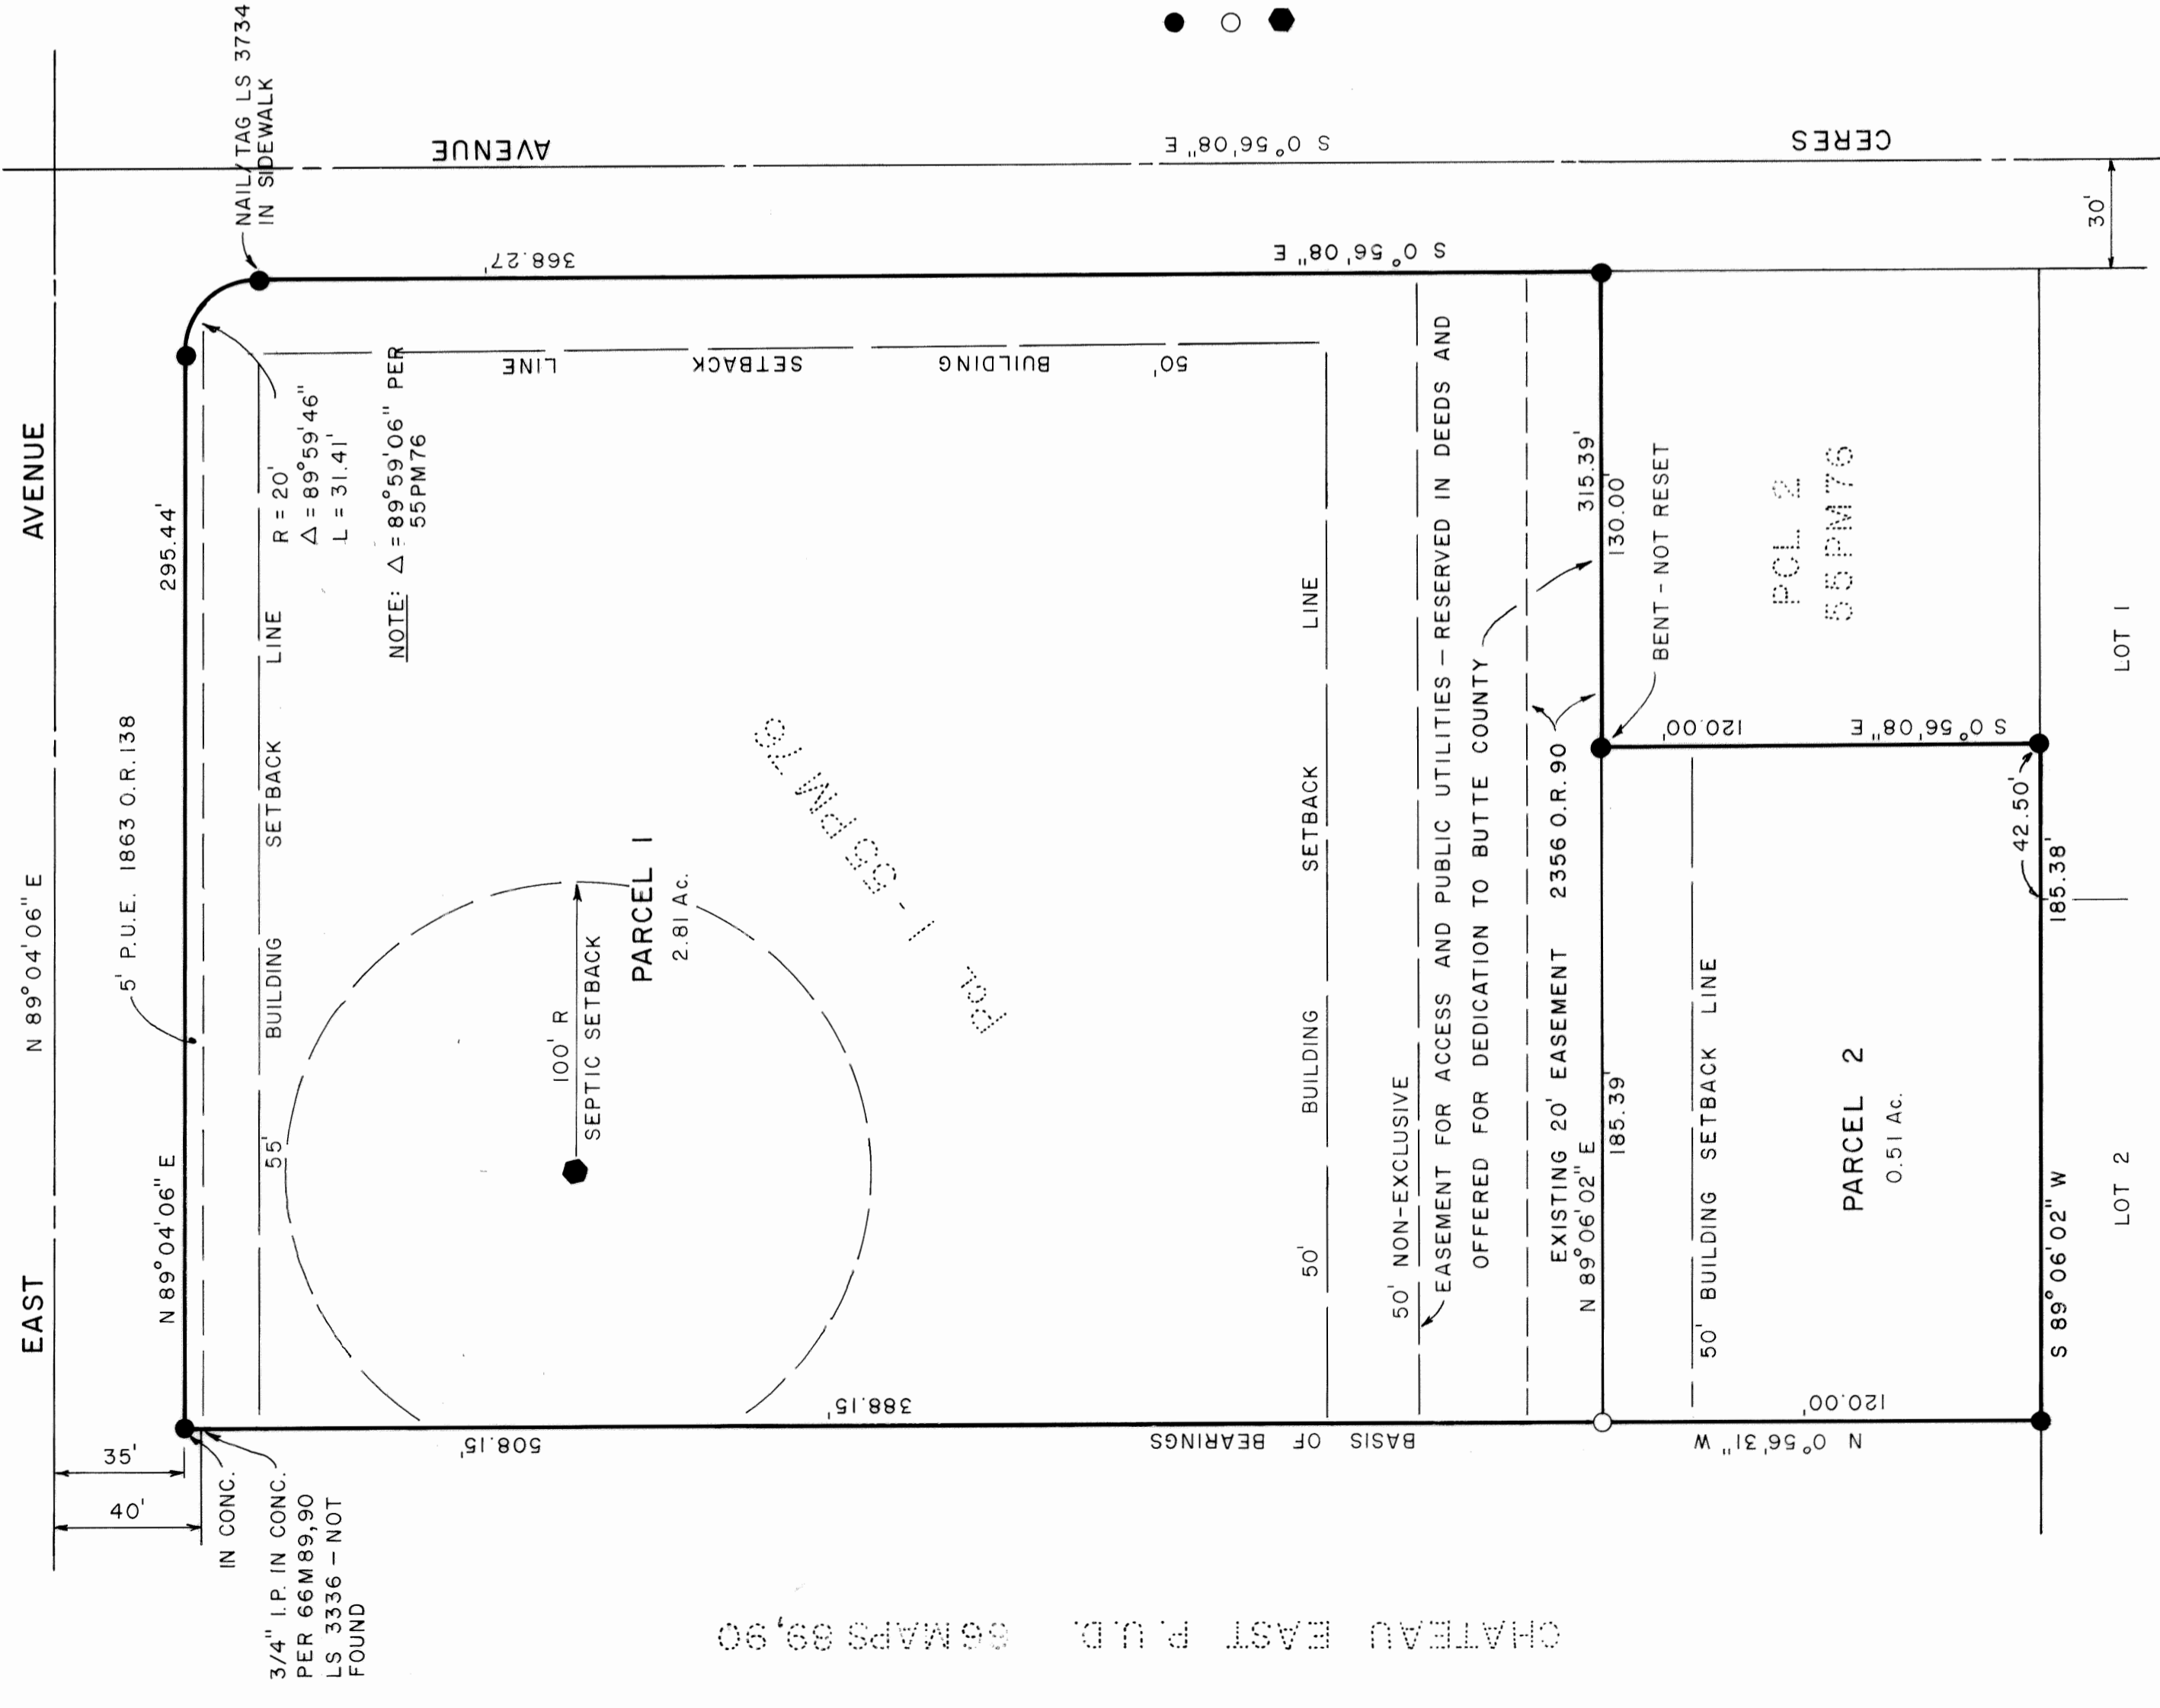 EAST AVENUE
N 89°04'06" E
35'
40'
IN CONC.
3/4" I.P. IN CONC.
PER 66M89,90
LS 3336 - NOT
FOUND
5' P.U.E. 1863 O.R. 138
N 89°04'06" E
295.44'
NAIL/TAG LS 3734
IN SIDEWALK
55' BUILDING SETBACK LINE
R = 20'
Δ = 89°59'46"
L = 31.41'
NOTE: Δ = 89°59'06" PER
55PM76
AVENUE
S 0°56'08" E
CERES
30'
368.27'
S 0°56'08" E
50' BUILDING SETBACK LINE
100' R
SEPTIC SETBACK
PARCEL 1
2.81 Ac.
Pcl 1 - 55 PM 76
508.15'
388.15'
BASIS OF BEARINGS
N 0°56'31" W
50' BUILDING SETBACK LINE
50' NON-EXCLUSIVE
EASEMENT FOR ACCESS AND PUBLIC UTILITIES - RESERVED IN DEEDS AND
OFFERED FOR DEDICATION TO BUTTE COUNTY
EXISTING 20' EASEMENT 2356 O.R. 90
N 89°06'02" E
315.39'
185.39'
130.00'
BENT - NOT RESET
50' BUILDING SETBACK LINE
120.00'
S 0°56'08" E
120.00'
PARCEL 2
0.51 Ac.
PCL 2
55PM76
42.50'
S 89°06'02" W
185.38'
LOT 2
LOT 1
CHATEAU EAST P.U.D. 66 MAPS 89,90